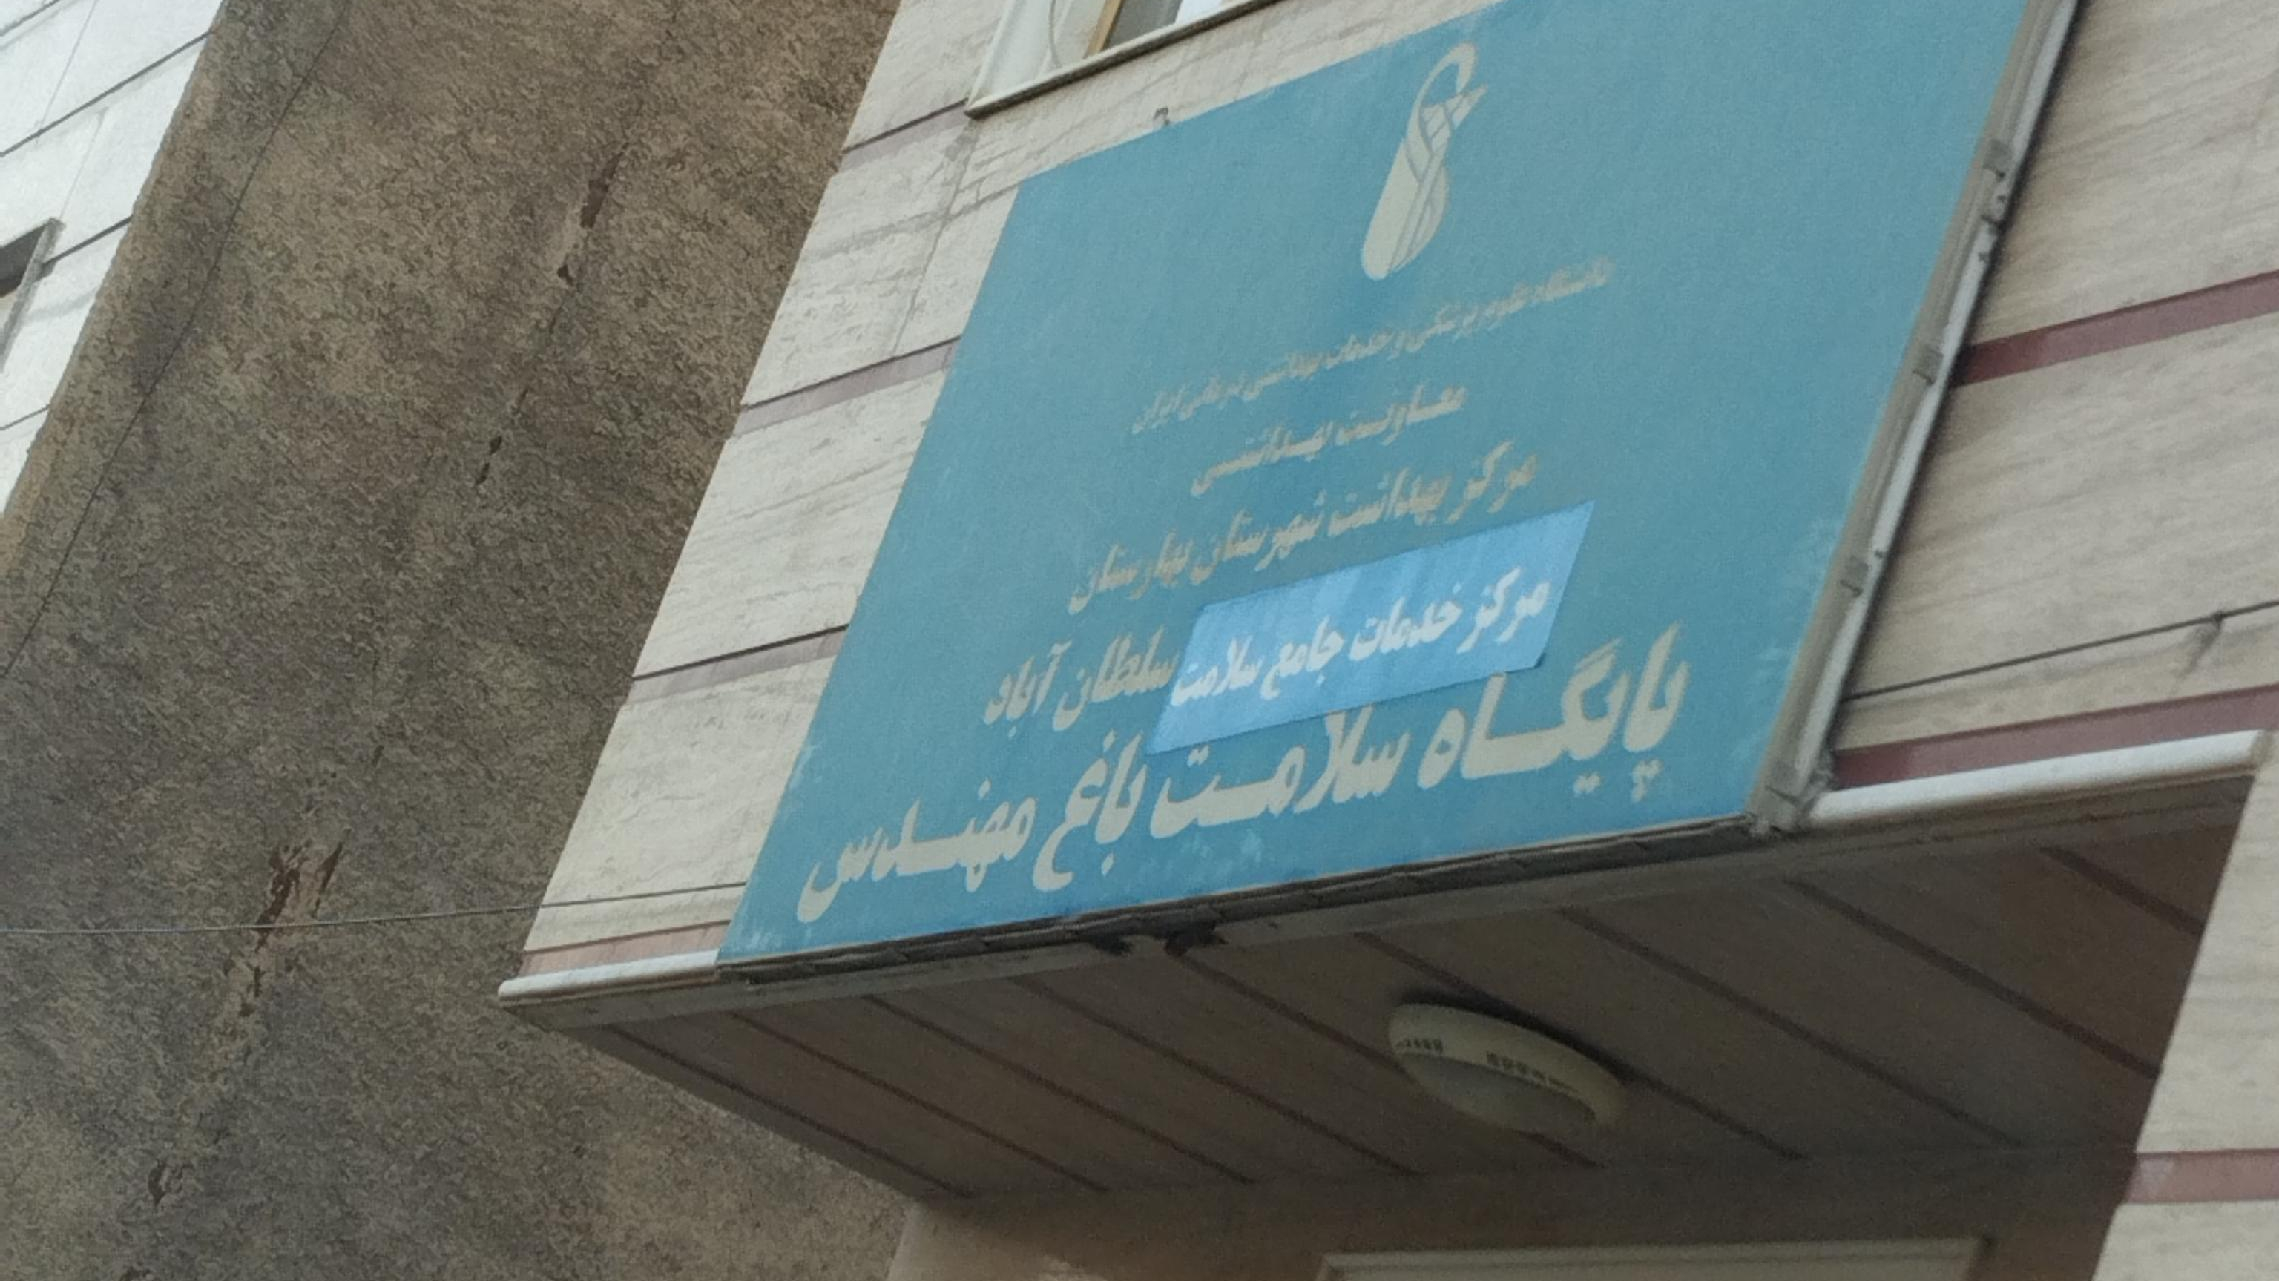 دانشگاه علوم پزشکی و خدمات بهداشتی درمانی ایران
معاونت بهداشتی
مرکز بهداشت شهرستان بهارستان
مرکز خدمات جامع سلامت سلطان آباد
پایگاه سلامت باغ مهندس